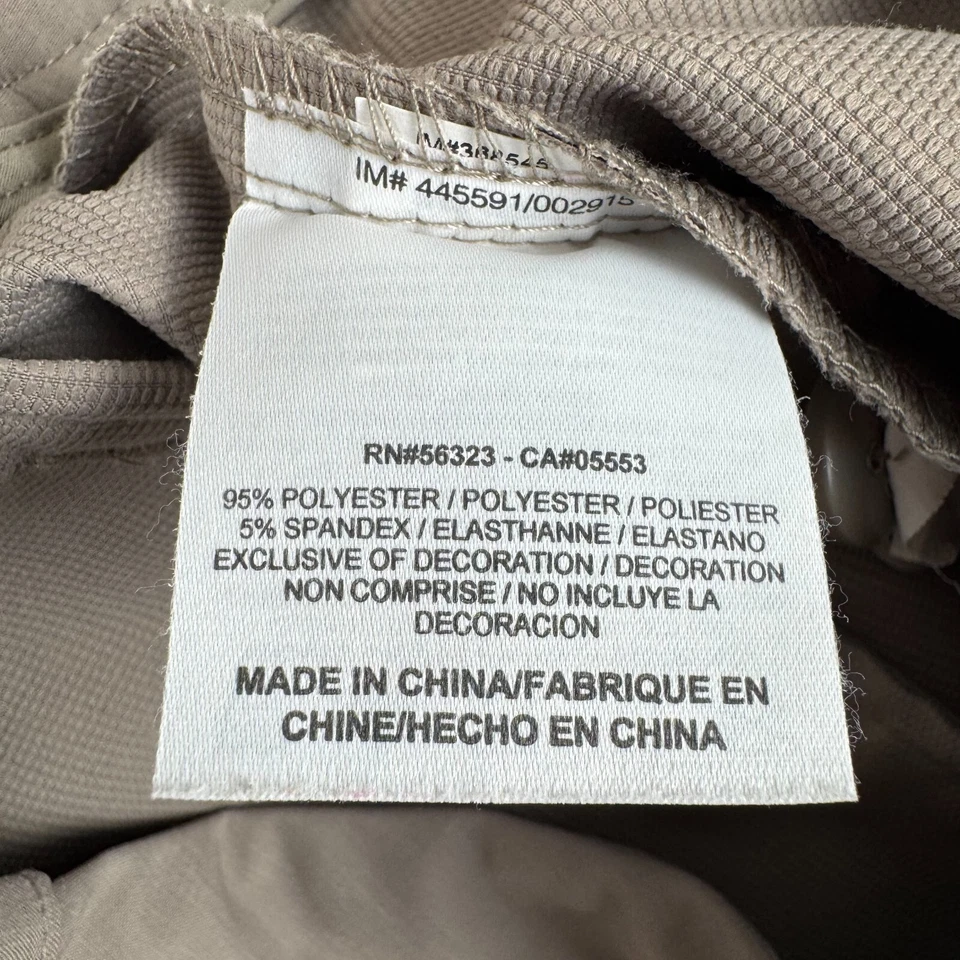 IM# 445591/002915
RN#56323 - CA#05553
95% POLYESTER / POLYESTER / POLIESTER
5% SPANDEX / ELASTHANNE / ELASTANO
EXCLUSIVE OF DECORATION / DECORATION
NON COMPRISE / NO INCLUYE LA
DECORACION
MADE IN CHINA/FABRIQUE EN
CHINE/HECHO EN CHINA